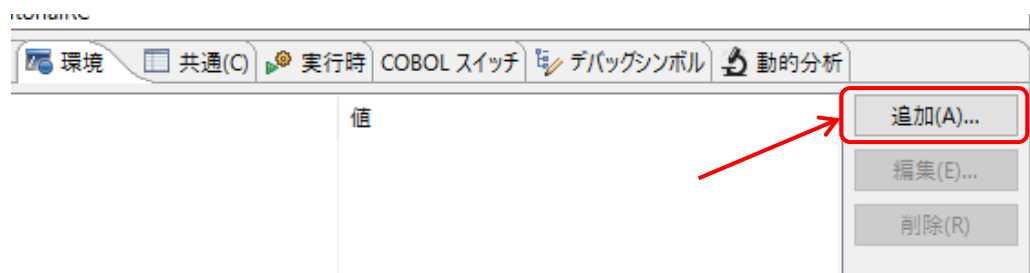 環境 共通(C) 実行時 COBOL スイッチ デバッグシンボル 動的分析
値 追加(A)...
編集(E)...
削除(R)